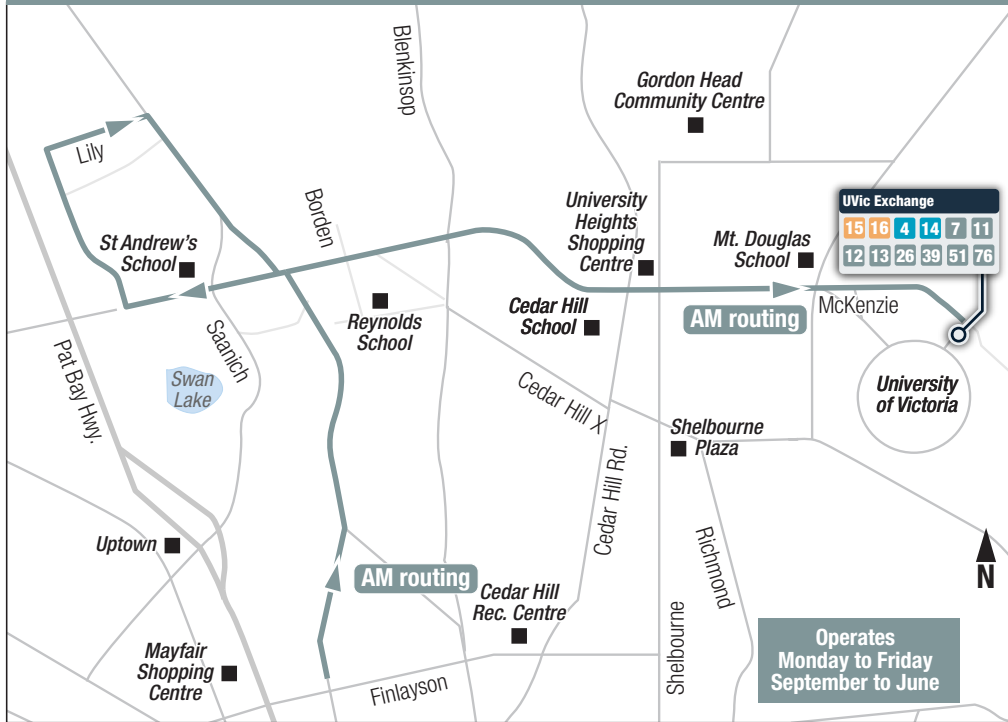 Blenkinsop
Gordon Head
Community Centre
Lily
UVic Exchange
15 16 4 14 7 11
12 13 26 39 51 76
Borden
University
Heights
Shopping
Centre
St Andrew's
School
Mt. Douglas
School
McKenzie
AM routing
Reynolds
School
Cedar Hill
School
Saanich
Pat Bay Hwy.
Swan
Lake
University
of Victoria
Cedar Hill X
Shelbourne
Plaza
Cedar Hill Rd.
Richmond
Uptown
N
AM routing
Cedar Hill
Rec. Centre
Shelbourne
Mayfair
Shopping
Centre
Finlayson
Operates
Monday to Friday
September to June